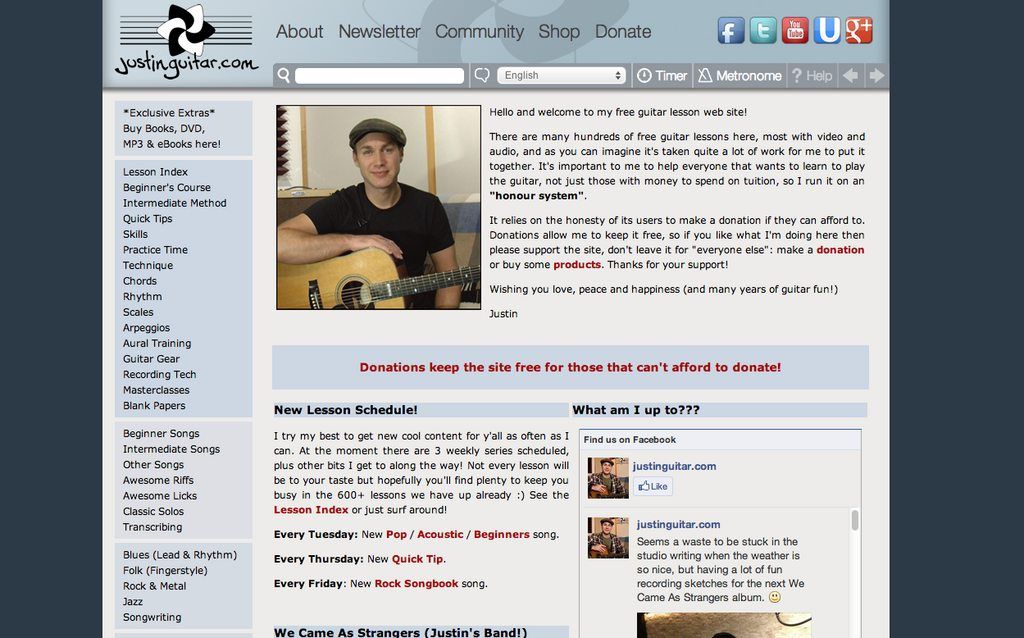 justinguitar.com
About Newsletter Community Shop Donate
f t You Tube U g+
English Timer Metronome ? Help
*Exclusive Extras*
Buy Books, DVD,
MP3 & eBooks here!
Lesson Index
Beginner's Course
Intermediate Method
Quick Tips
Skills
Practice Time
Technique
Chords
Rhythm
Scales
Arpeggios
Aural Training
Guitar Gear
Recording Tech
Masterclasses
Blank Papers
Beginner Songs
Intermediate Songs
Other Songs
Awesome Riffs
Awesome Licks
Classic Solos
Transcribing
Blues (Lead & Rhythm)
Folk (Fingerstyle)
Rock & Metal
Jazz
Songwriting
Hello and welcome to my free guitar lesson web site!
There are many hundreds of free guitar lessons here, most with video and
audio, and as you can imagine it's taken quite a lot of work for me to put it
together. It's important to me to help everyone that wants to learn to play
the guitar, not just those with money to spend on tuition, so I run it on an
"honour system".
It relies on the honesty of its users to make a donation if they can afford to.
Donations allow me to keep it free, so if you like what I'm doing here then
please support the site, don't leave it for "everyone else": make a donation
or buy some products. Thanks for your support!
Wishing you love, peace and happiness (and many years of guitar fun!)
Justin
Donations keep the site free for those that can't afford to donate!
New Lesson Schedule!
I try my best to get new cool content for y'all as often as I
can. At the moment there are 3 weekly series scheduled,
plus other bits I get to along the way! Not every lesson will
be to your taste but hopefully you'll find plenty to keep you
busy in the 600+ lessons we have up already :) See the
Lesson Index or just surf around!
Every Tuesday: New Pop / Acoustic / Beginners song.
Every Thursday: New Quick Tip.
Every Friday: New Rock Songbook song.
We Came As Strangers (Justin's Band!)
What am I up to???
Find us on Facebook
justinguitar.com
Like
justinguitar.com
Seems a waste to be stuck in the
studio writing when the weather is
so nice, but having a lot of fun
recording sketches for the next We
Came As Strangers album.